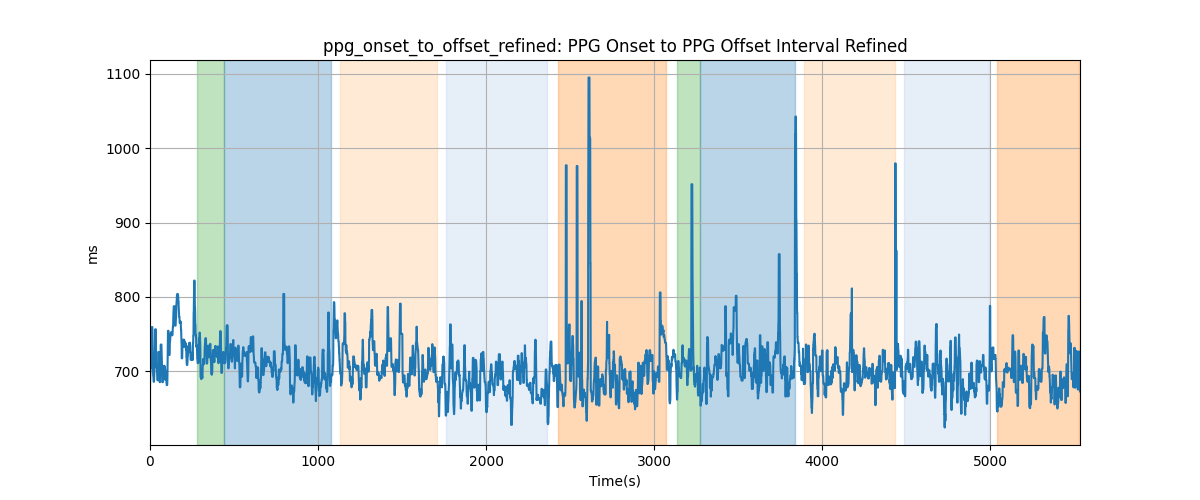 ppg_onset_to_offset_refined: PPG Onset to PPG Offset Interval Refined
1100
1000
900
800
700
ms
0 1000 2000 3000 4000 5000
Time(s)